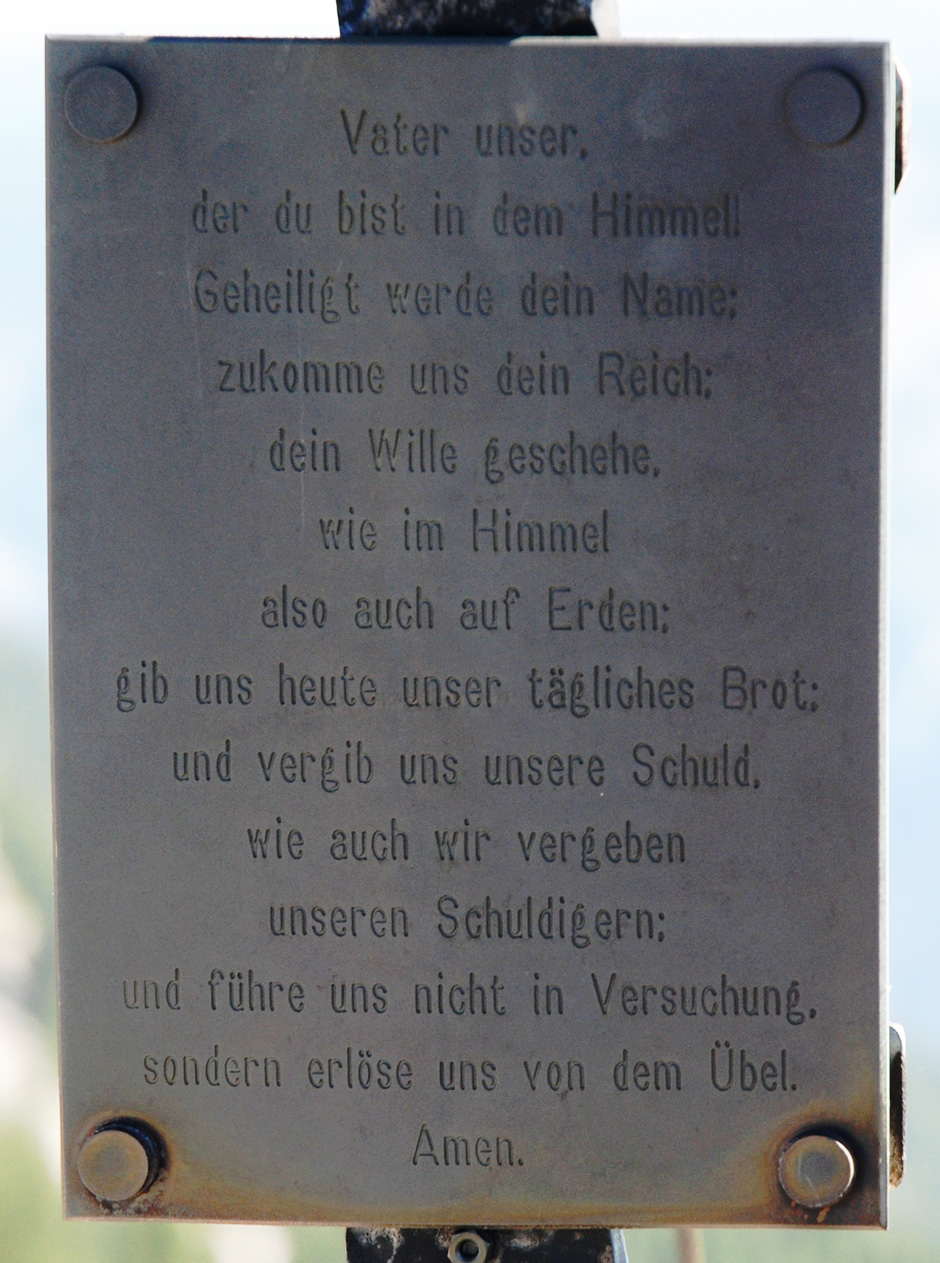 Vater unser,
der du bist in dem Himmel!
Geheiligt werde dein Name;
zukomme uns dein Reich;
dein Wille geschehe,
wie im Himmel
also auch auf Erden;
gib uns heute unser tägliches Brot;
und vergib uns unsere Schuld,
wie auch wir vergeben
unseren Schuldigern;
und führe uns nicht in Versuchung,
sondern erlöse uns von dem Übel.
Amen.